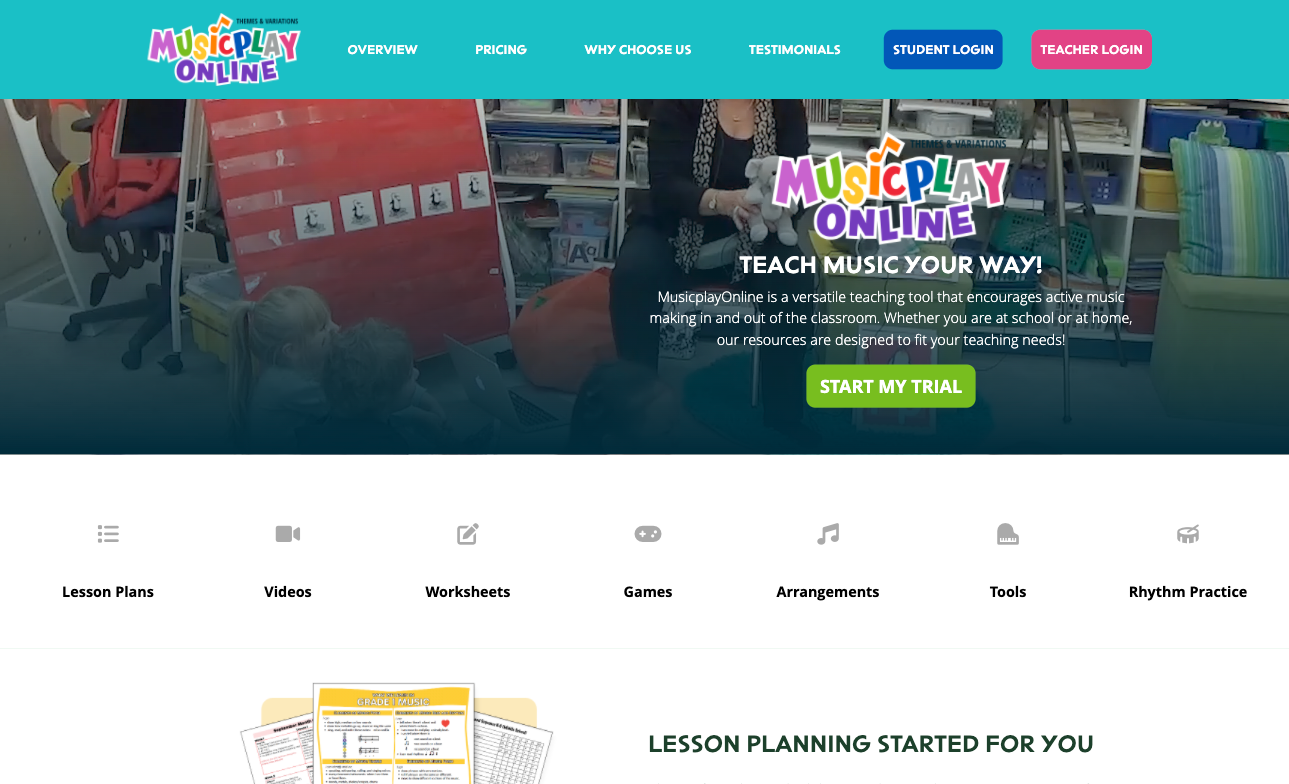 THEMES & VARIATIONS
MUSICPLAY
ONLINE
OVERVIEW
PRICING
WHY CHOOSE US
TESTIMONIALS
STUDENT LOGIN
TEACHER LOGIN
THEMES & VARIATIONS
MUSICPLAY
ONLINE
TEACH MUSIC YOUR WAY!
MusicplayOnline is a versatile teaching tool that encourages active music
making in and out of the classroom. Whether you are at school or at home,
our resources are designed to fit your teaching needs!
START MY TRIAL
Lesson Plans
Videos
Worksheets
Games
Arrangements
Tools
Rhythm Practice
GRADE 1 MUSIC
LESSON PLANNING STARTED FOR YOU